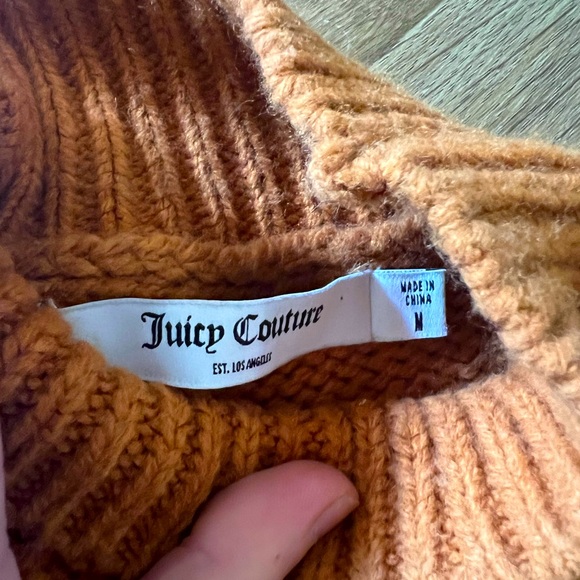 Juicy Couture
EST. LOS ANGELES
MADE IN
CHINA
M